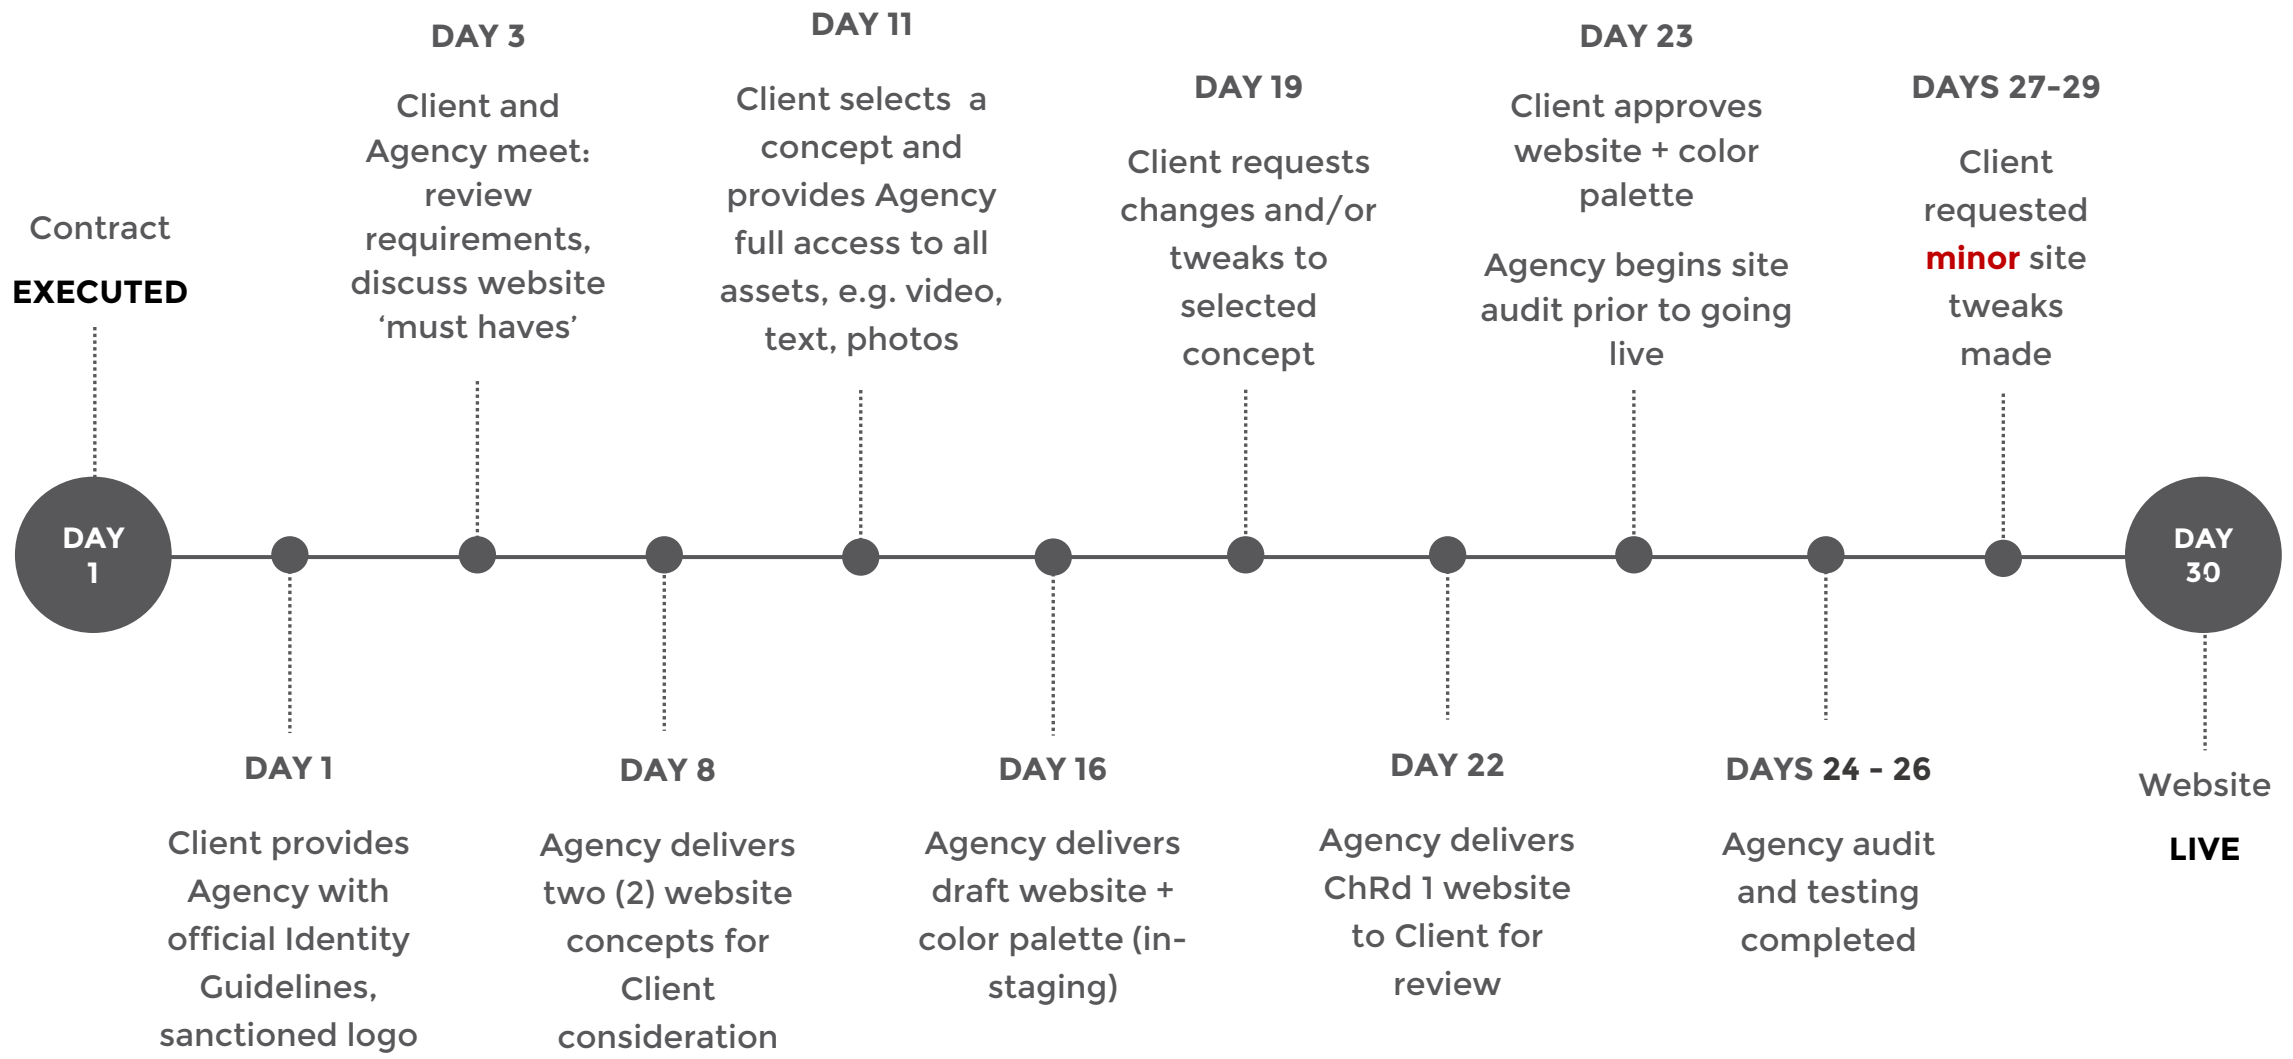 Contract
EXECUTED
DAY
1
DAY 1
Client provides
Agency with
official Identity
Guidelines,
sanctioned logo
DAY 3
Client and
Agency meet:
review
requirements,
discuss website
‘must haves’
DAY 8
Agency delivers
two (2) website
concepts for
Client
consideration
DAY 11
Client selects a
concept and
provides Agency
full access to all
assets, e.g. video,
text, photos
DAY 16
Agency delivers
draft website +
color palette (in-
staging)
DAY 19
Client requests
changes and/or
tweaks to
selected
concept
DAY 22
Agency delivers
ChRd 1 website
to Client for
review
DAY 23
Client approves
website + color
palette
Agency begins site
audit prior to going
live
DAYS 24 - 26
Agency audit
and testing
completed
DAYS 27-29
Client
requested
minor site
tweaks
made
DAY
30
Website
LIVE